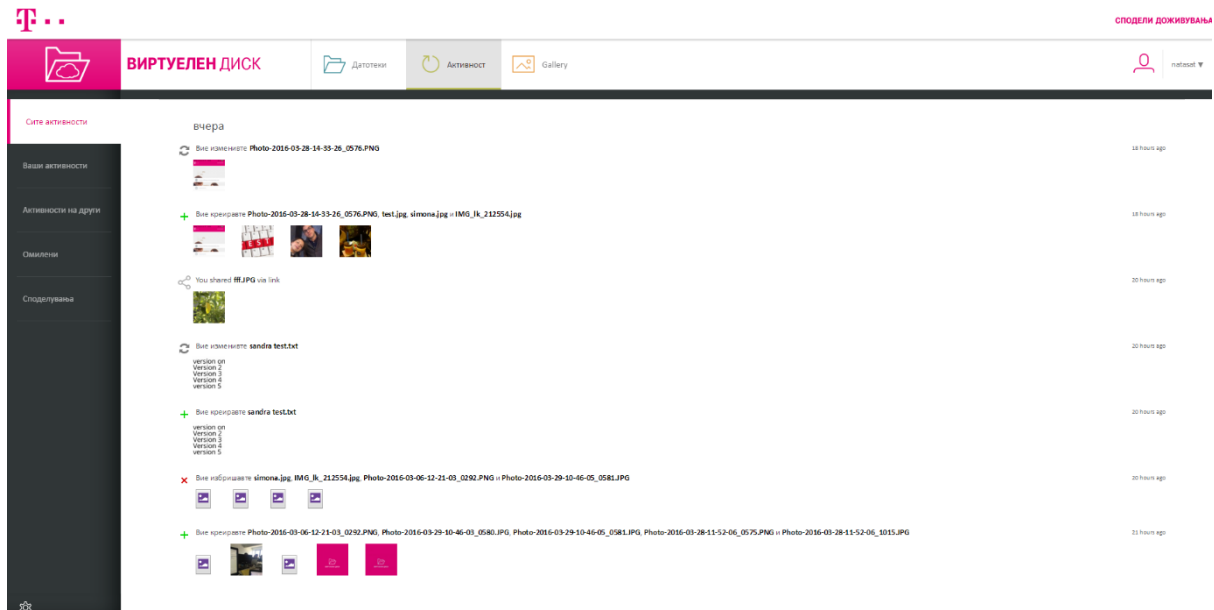 T
СПОДЕЛИ ДОЖИВУВАЊА
ВИРТУЕЛЕН ДИСК
Датотеки
Активност
Gallery
natasat ▼
Сите активности
Ваши активности
Активности на други
Омилени
Споделувања
вчера
Вие изменивте Photo-2016-03-28-14-33-26_0576.PNG
18 hours ago
Вие креиравте Photo-2016-03-28-14-33-26_0576.PNG, test.jpg, simona.jpg и IMG_lk_212554.jpg
18 hours ago
TEST
You shared fff.JPG via link
20 hours ago
Вие изменивте sandra test.txt
20 hours ago
version on
Version 2
Version 3
Version 4
version 5
Вие креиравте sandra test.txt
20 hours ago
version on
Version 2
Version 3
Version 4
version 5
Вие избришавте simona.jpg, IMG_lk_212554.jpg, Photo-2016-03-06-12-21-03_0292.PNG и Photo-2016-03-29-10-46-05_0581.JPG
20 hours ago
Вие креиравте Photo-2016-03-06-12-21-03_0292.PNG, Photo-2016-03-29-10-46-03_0580.JPG, Photo-2016-03-29-10-46-05_0581.JPG, Photo-2016-03-28-11-52-06_0575.PNG и Photo-2016-03-28-11-52-06_1015.JPG
21 hours ago